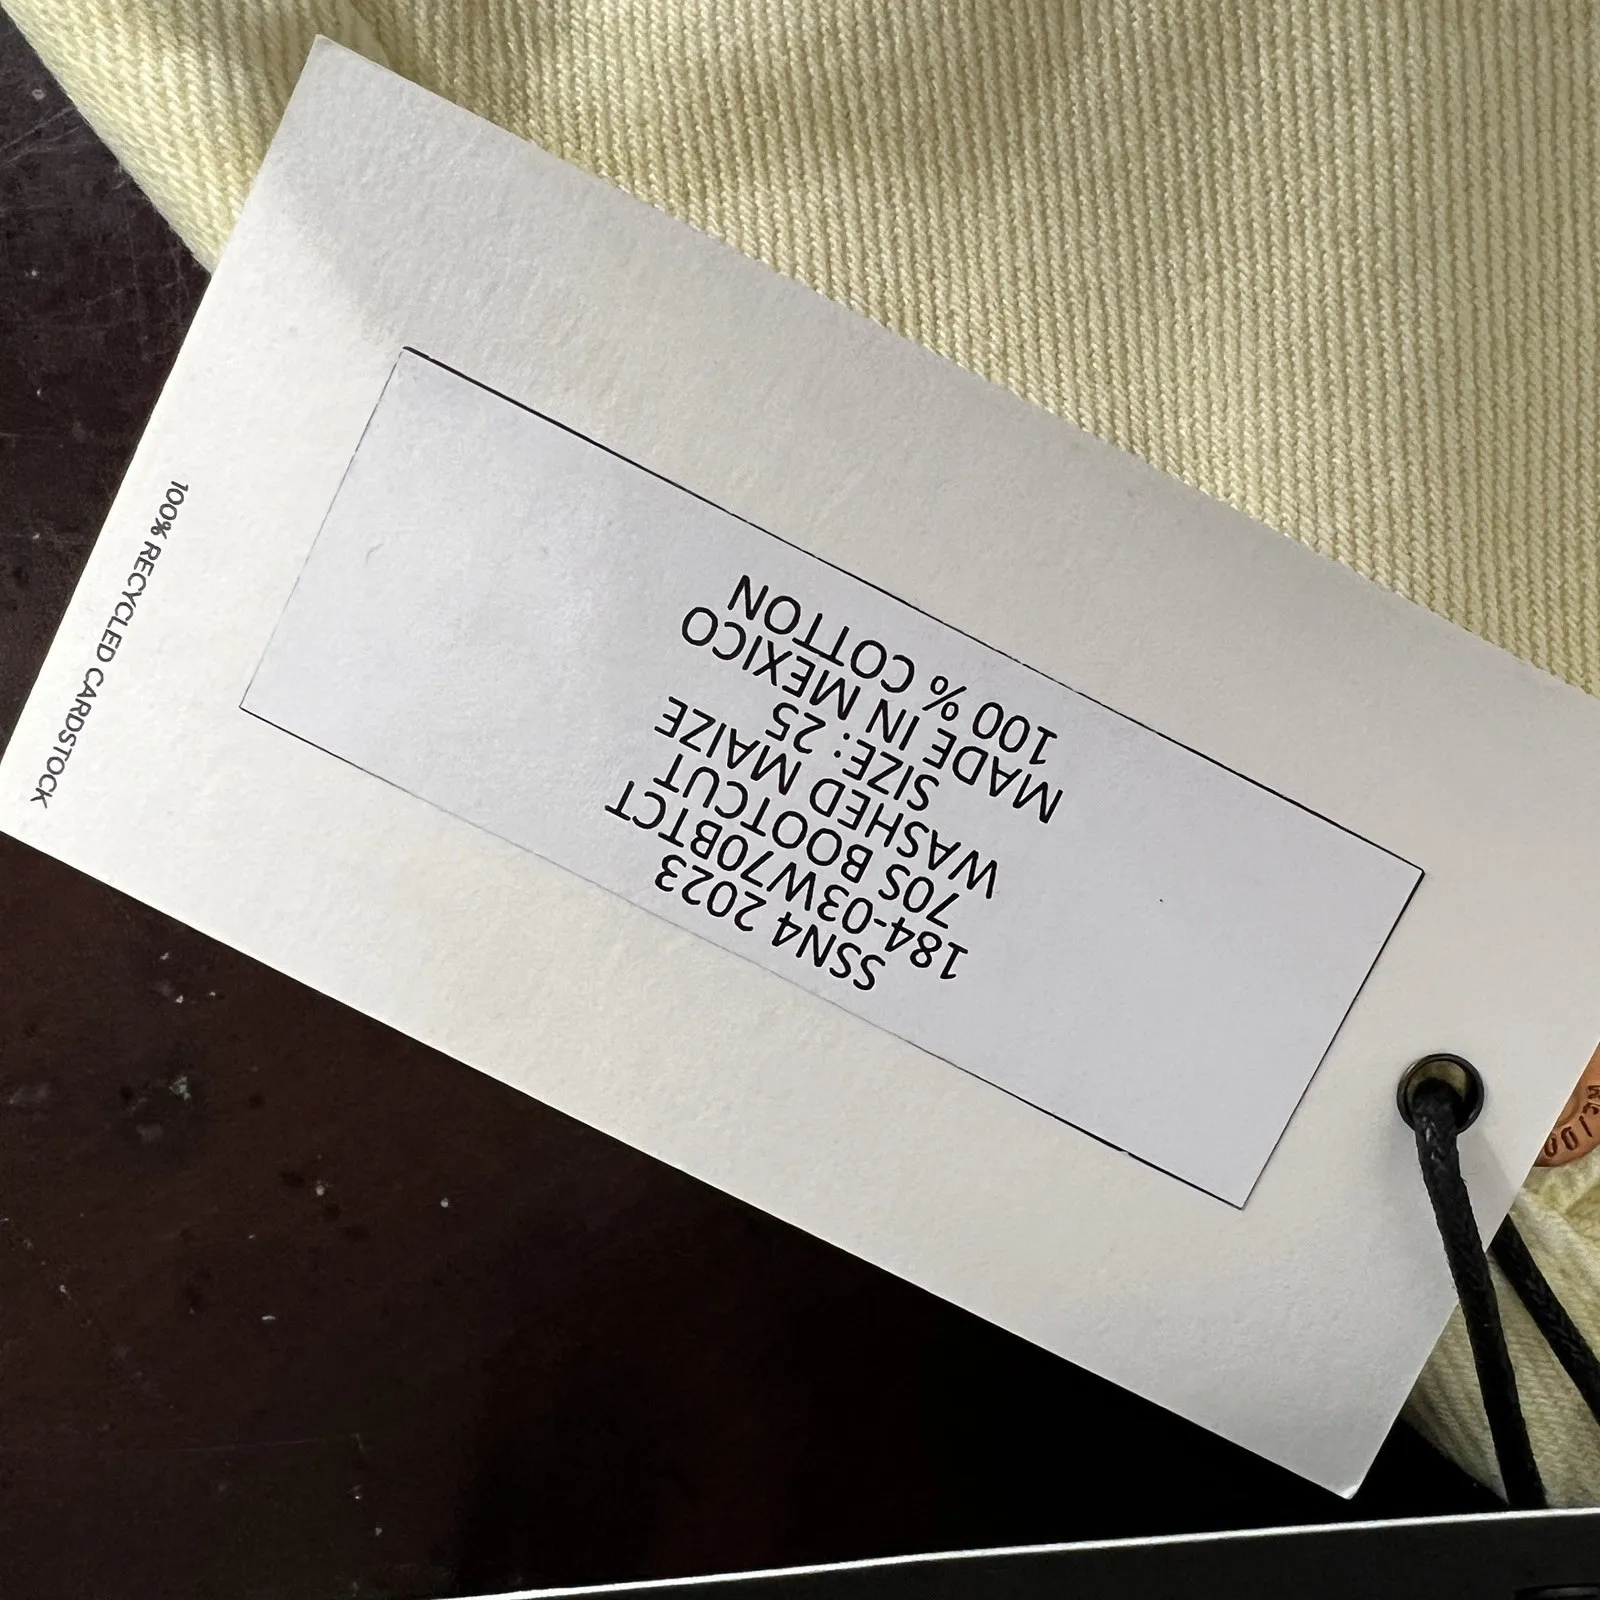 SSN4 2023
184-03W70BTCT
70S BOOTCUT
WASHED MAIZE
SIZE: 25
MADE IN MEXICO
100 % COTTON
100% RECYCLED CARDSTOCK